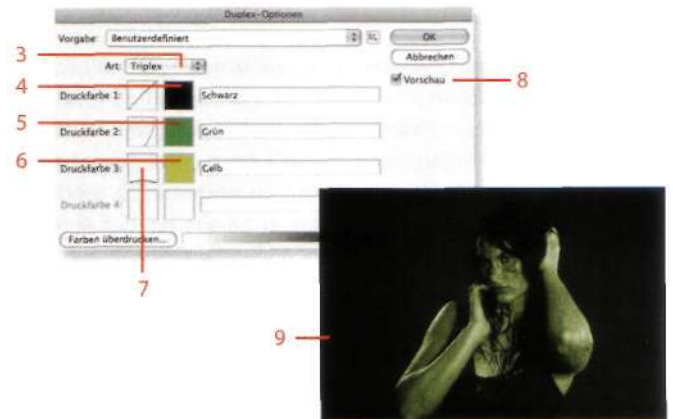 Duplex-Optionen
Vorgabe: Benutzerdefiniert
OK
Abbrechen
3
Art: Triplex
Vorschau
8
4
Druckfarbe 1:
Schwarz
5
Druckfarbe 2:
Grün
6
Druckfarbe 3:
Gelb
Druckfarbe 4:
Farben überdrucken...
7
9